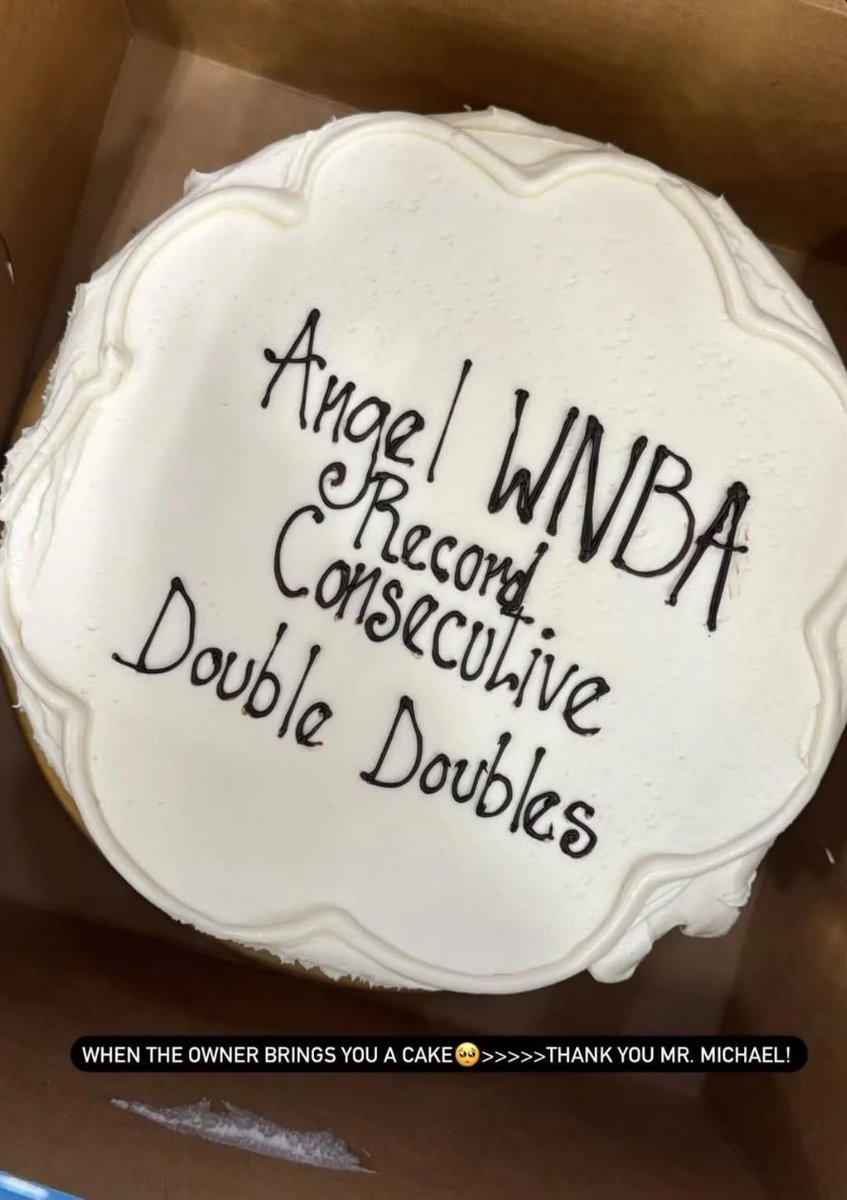 Angel WNBA
Record
Consecutive
Double Doubles
WHEN THE OWNER BRINGS YOU A CAKE🥺>>>>>THANK YOU MR. MICHAEL!